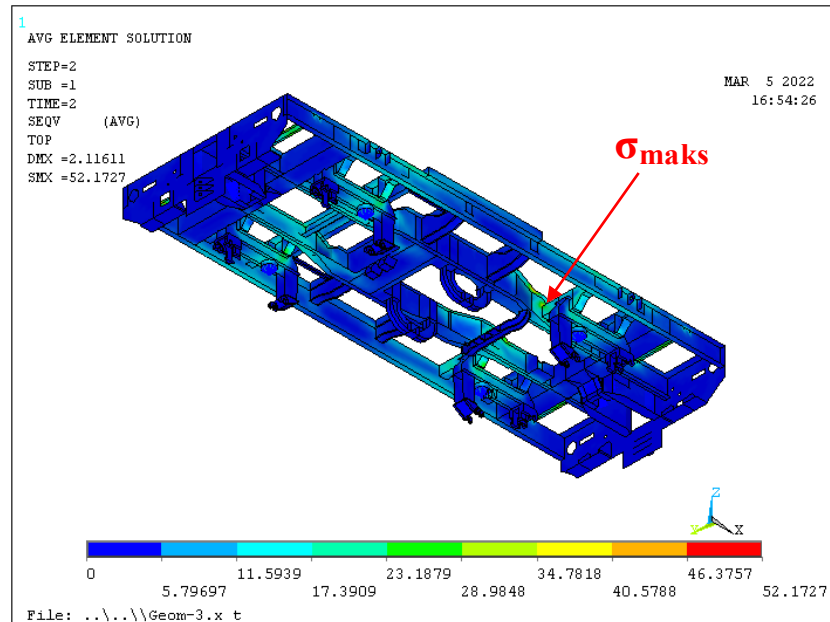 1
AVG ELEMENT SOLUTION
STEP=2
SUB =1
TIME=2
SEQV (AVG)
TOP
DMX =2.11611
SMX =52.1727
MAR 5 2022
16:54:26
σmaks
Z
Y X
0 11.5939 23.1879 34.7818 46.3757
5.79697 17.3909 28.9848 40.5788 52.1727
File: ..\..\\Geom-3.x t